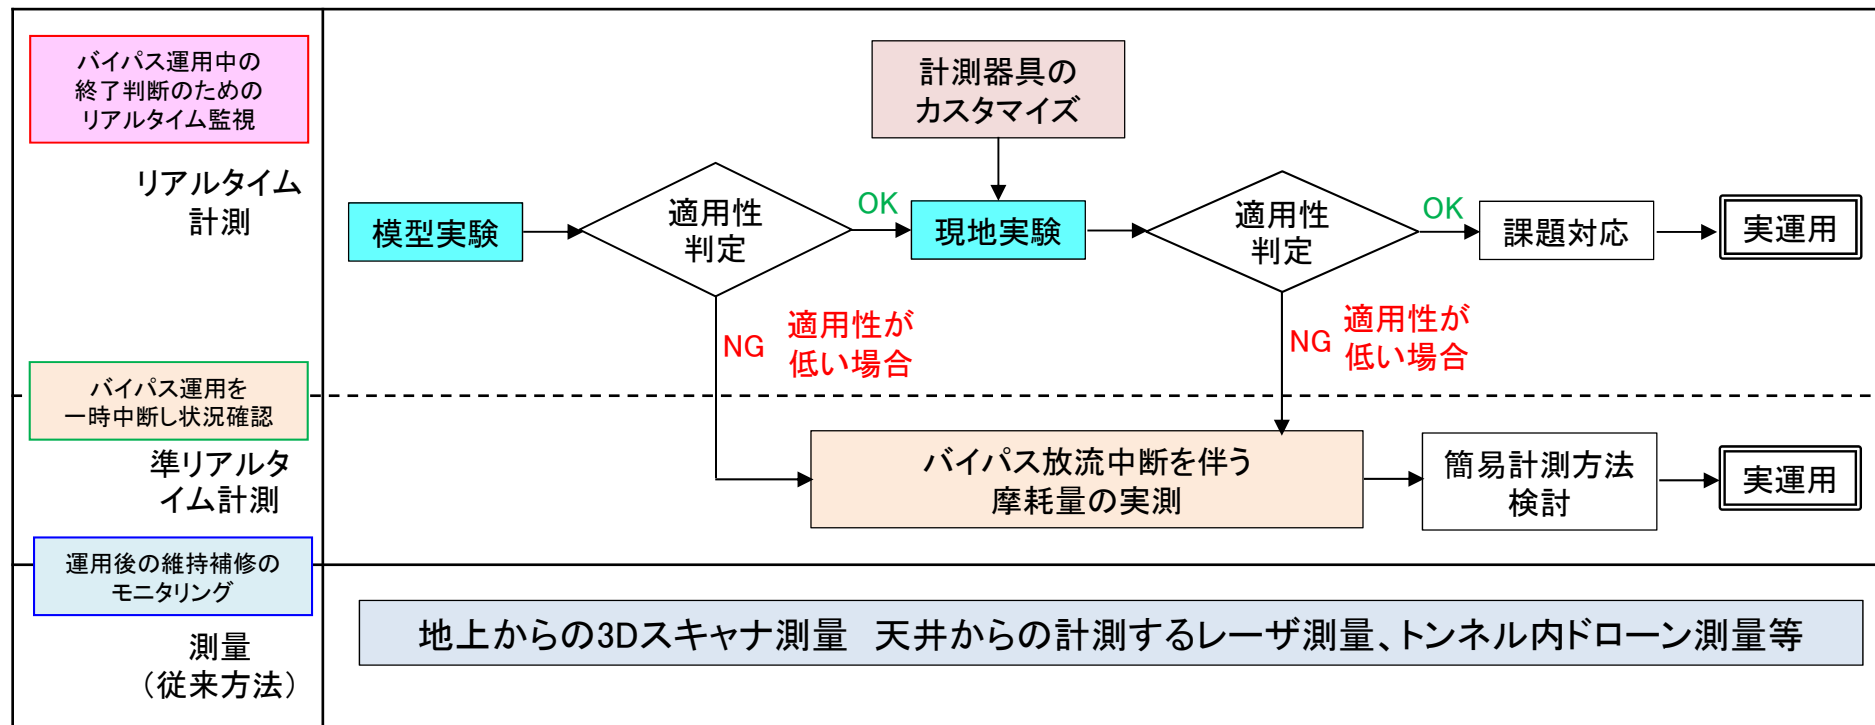 バイパス運用中の
終了判断のための
リアルタイム監視
リアルタイム
計測
計測器具の
カスタマイズ
模型実験
適用性
判定
OK
現地実験
適用性
判定
OK
課題対応
実運用
NG
適用性が
低い場合
NG
適用性が
低い場合
バイパス運用を
一時中断し状況確認
準リアルタ
イム計測
バイパス放流中断を伴う
摩耗量の実測
簡易計測方法
検討
実運用
運用後の維持補修の
モニタリング
測量
（従来方法）
地上からの3Dスキャナ測量　天井からの計測するレーザ測量、トンネル内ドローン測量等